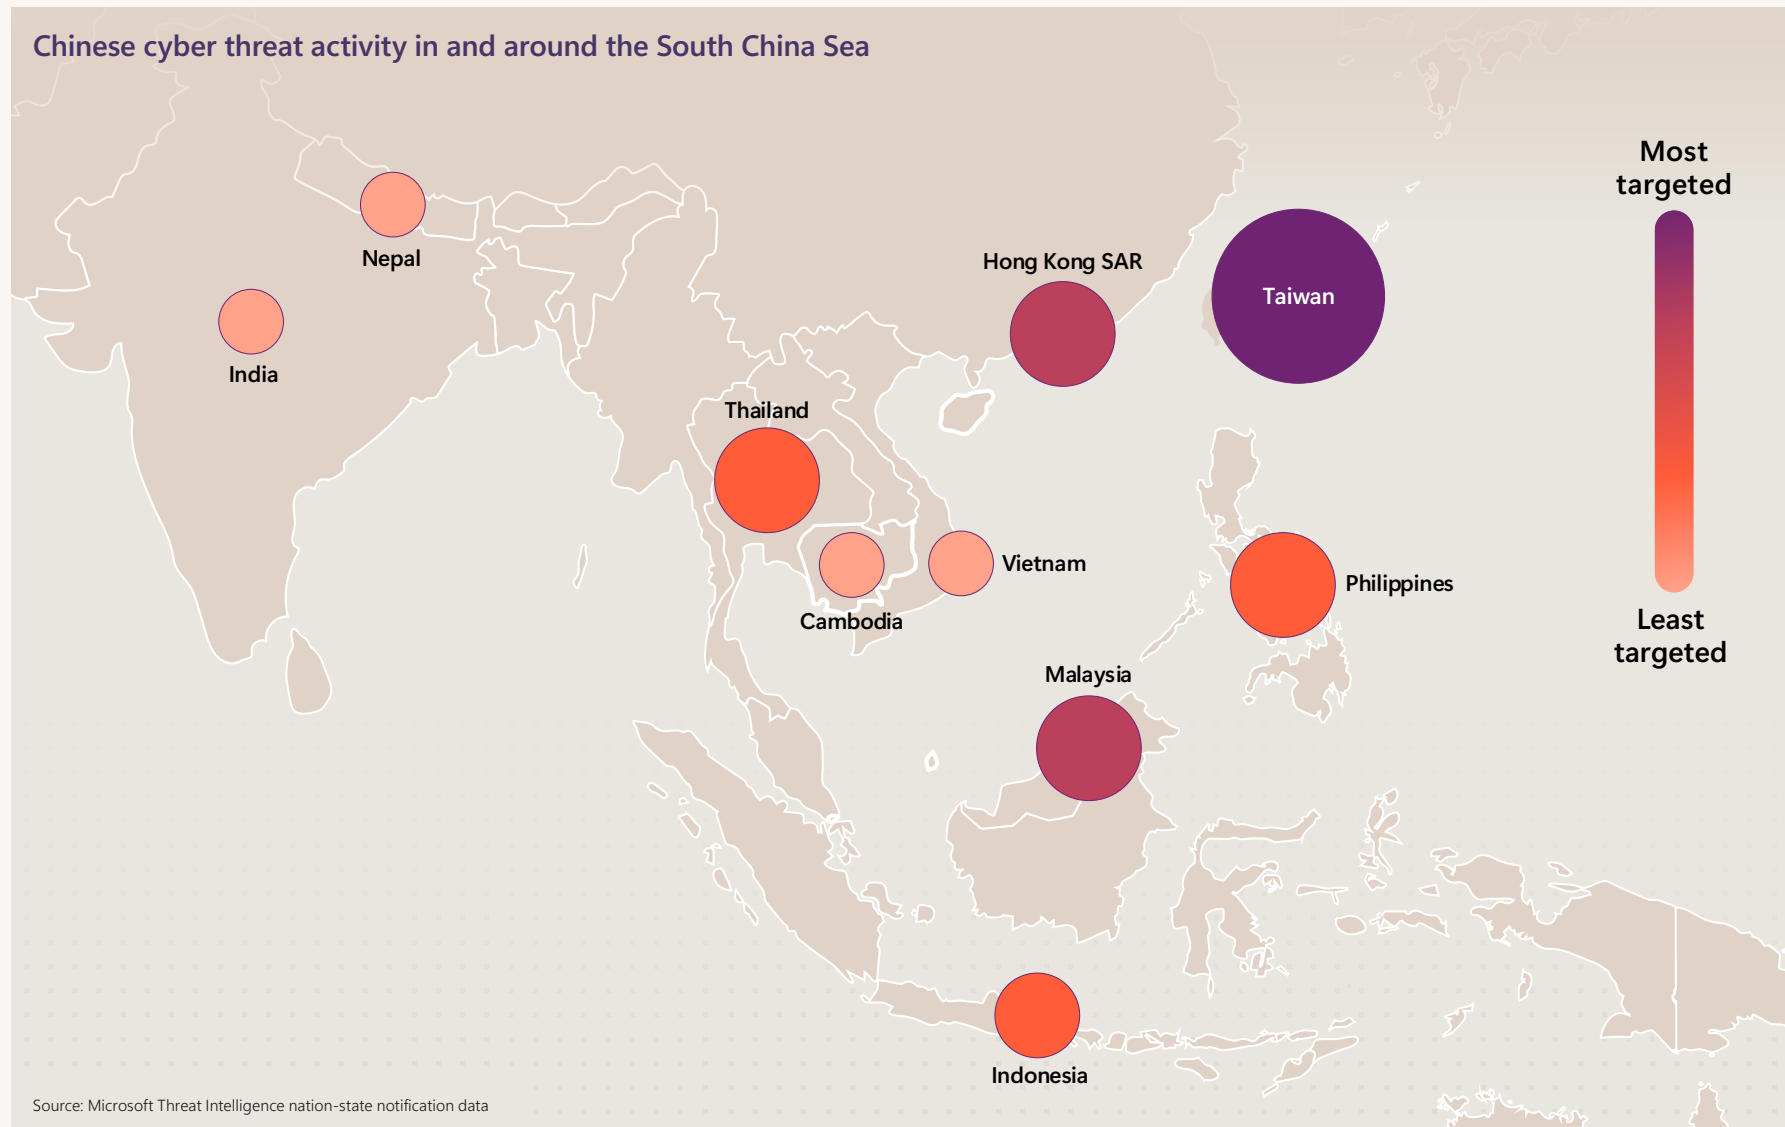 Chinese cyber threat activity in and around the South China Sea
Most
targeted
Nepal
Hong Kong SAR
Taiwan
India
Thailand
Vietnam
Philippines
Cambodia
Least
targeted
Malaysia
Indonesia
Source: Microsoft Threat Intelligence nation-state notification data